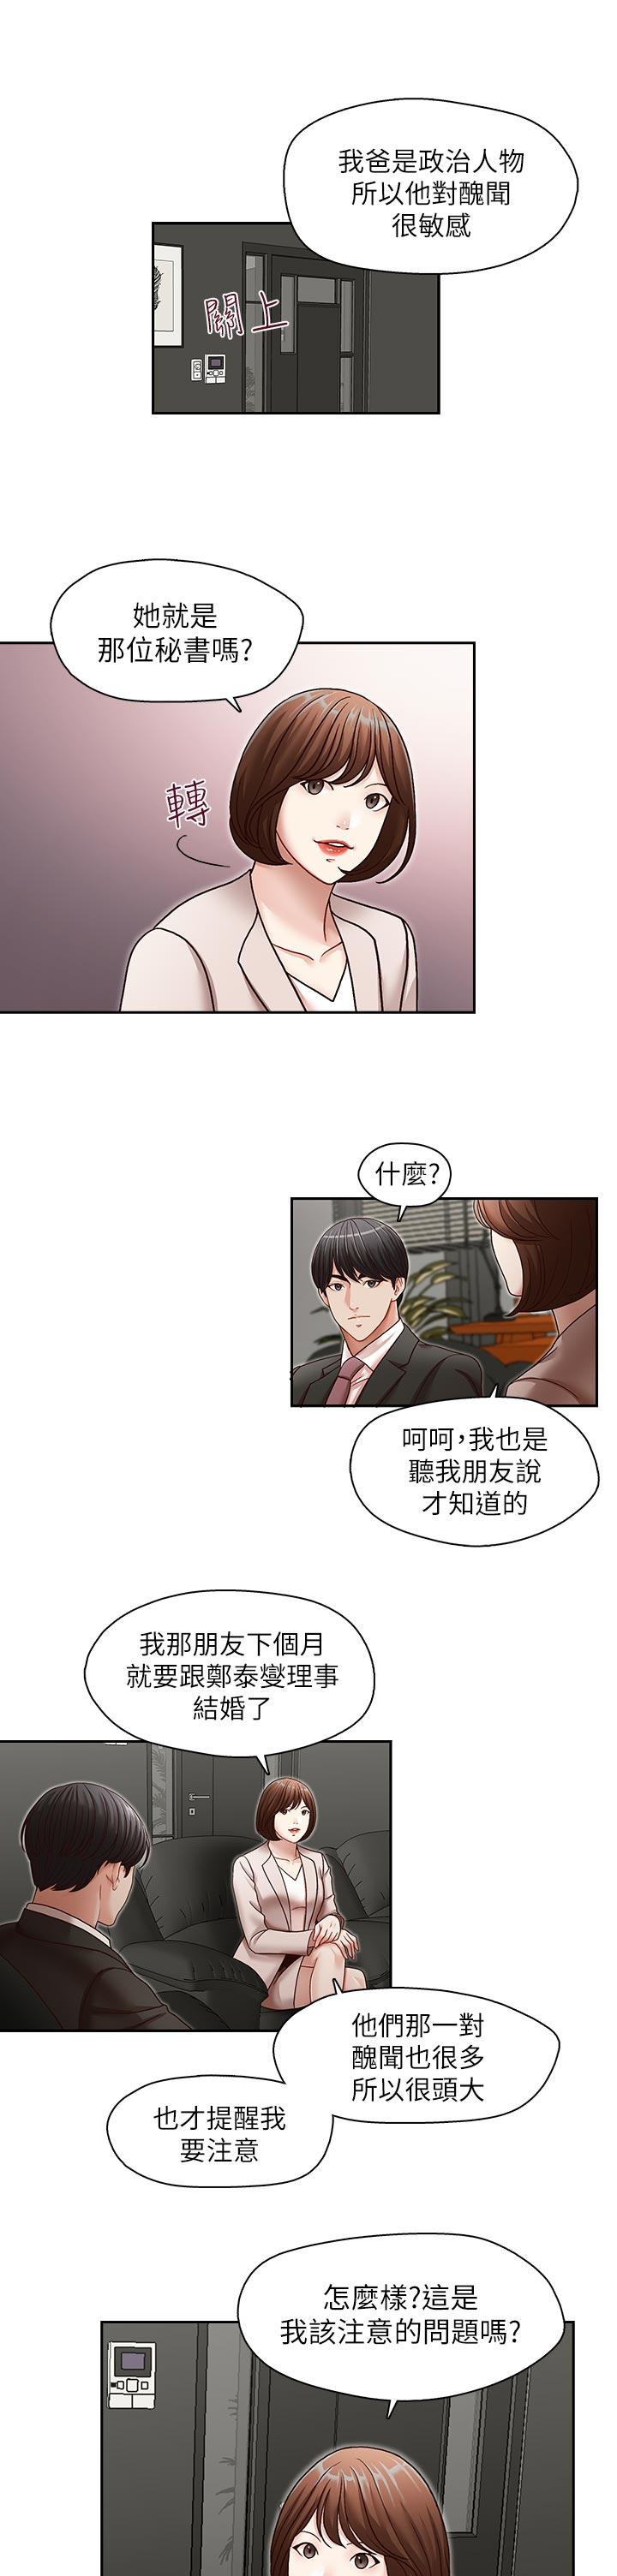 我爸是政治人物
所以他對醜聞
很敏感
關上
她就是
那位秘書嗎?
轉
什麼?
呵呵,我也是
聽我朋友說
才知道的
我那朋友下個月
就要跟鄭泰燮理事
結婚了
他們那一對
醜聞也很多
所以很頭大
也才提醒我
要注意
怎麼樣?這是
我該注意的問題嗎?